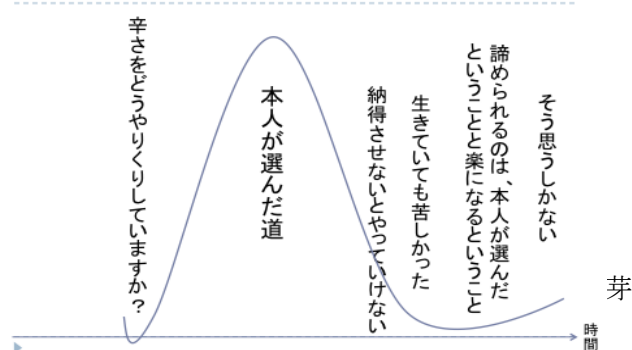 辛さをどうやりくりしていますか？
本人が選んだ道
納得させないとやっていけない
生きていても苦しかった
諦められるのは、本人が選んだ
ということと楽になるということ
そう思うしかない
芽
時間